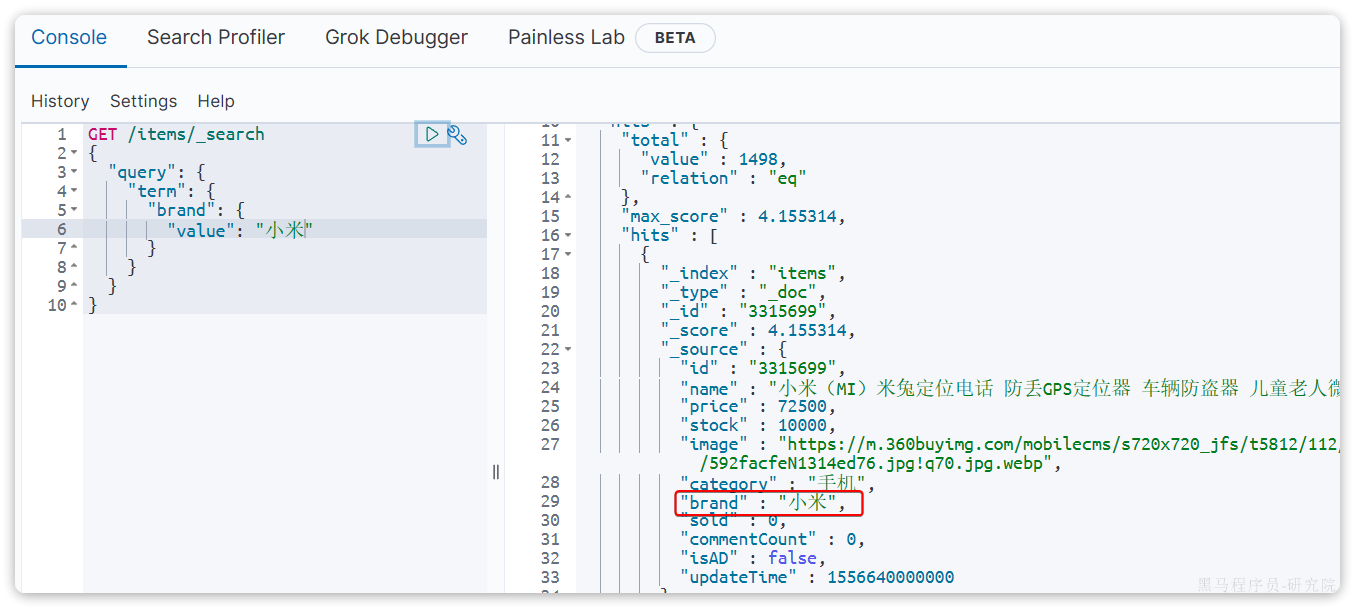 Console Search Profiler Grok Debugger Painless Lab BETA
History Settings Help
1 GET /items/_search
2 {
3 "query": {
4 "term": {
5 "brand": {
6 "value": "小米"
7 }
8 }
9 }
10 }
11 "total" : {
12 "value" : 1498,
13 "relation" : "eq"
14 },
15 "max_score" : 4.155314,
16 "hits" : [
17 {
18 "_index" : "items",
19 "_type" : "_doc",
20 "_id" : "3315699",
21 "_score" : 4.155314,
22 "_source" : {
23 "id" : "3315699",
24 "name" : "小米（MI）米兔定位电话 防丢GPS定位器 车辆防盗器 儿童老人微
25 "price" : 72500,
26 "stock" : 10000,
27 "image" : "https://m.360buyimg.com/mobilecms/s720x720_jfs/t5812/112/
/592facfeN1314ed76.jpg!q70.jpg.webp",
28 "category" : "手机",
29 "brand" : "小米",
30 "sold" : 0,
31 "commentCount" : 0,
32 "isAD" : false,
33 "updateTime" : 1556640000000
黑马程序员-研究院